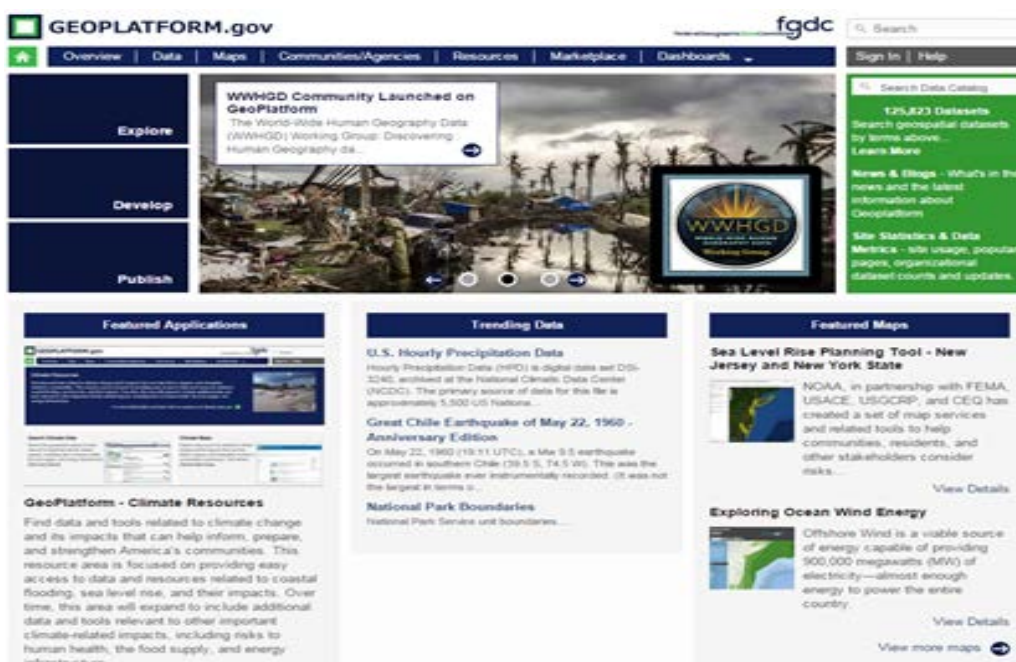 GEOPLATFORM.gov
fgdc
Search
Overview | Data | Maps | Communities/Agencies | Resources | Marketplace | Dashboards
Sign In | Help
Explore
Develop
Publish
WWHGD Community Launched on
GeoPlatform
The World-Wide Human Geography Data
(WWHGD) Working Group: Discovering
Human Geography da...
WWHGD
WORLD-WIDE HUMAN
GEOGRAPHY DATA
Working Group
Search Data Catalog
125,823 Datasets
Search geospatial datasets
by terms above...
Learn More
News & Blogs - What's in the
news and the latest
information about
Geoplatform
Site Statistics & Data
Metrics - site usage, popular
pages, organizational
dataset counts and updates.
Featured Applications
GEOPLATFORM.gov
fgdc
GeoPlatform - Climate Resources
Find data and tools related to climate change
and its impacts that can help inform, prepare,
and strengthen America's communities. This
resource area is focused on providing easy
access to data and resources related to coastal
flooding, sea level rise, and their impacts. Over
time, this area will expand to include additional
data and tools relevant to other important
climate-related impacts, including risks to
human health, the food supply, and energy
infrastructure.
Trending Data
U.S. Hourly Precipitation Data
Hourly Precipitation Data (HPD) is digital data set DSI-
3240, archived at the National Climatic Data Center
(NCDC). The primary source of data for this file is
approximately 5,500 US Nationa...
Great Chile Earthquake of May 22, 1960 -
Anniversary Edition
On May 22, 1960 (19:11 UTC), a Mw 9.5 earthquake
occurred in southern Chile (39.5 S, 74.5 W). This was the
largest earthquake ever instrumentally recorded. (It was not
the largest in terms o...
National Park Boundaries
National Park Service unit boundaries...
Featured Maps
Sea Level Rise Planning Tool - New
Jersey and New York State
NOAA, in partnership with FEMA,
USACE, USGCRP, and CEQ has
created a set of map services
and related tools to help
communities, residents, and
other stakeholders consider
risks...
View Details
Exploring Ocean Wind Energy
Offshore Wind is a viable source
of energy capable of providing
900,000 megawatts (MW) of
electricity—almost enough
energy to power the entire
country.
View Details
View more maps